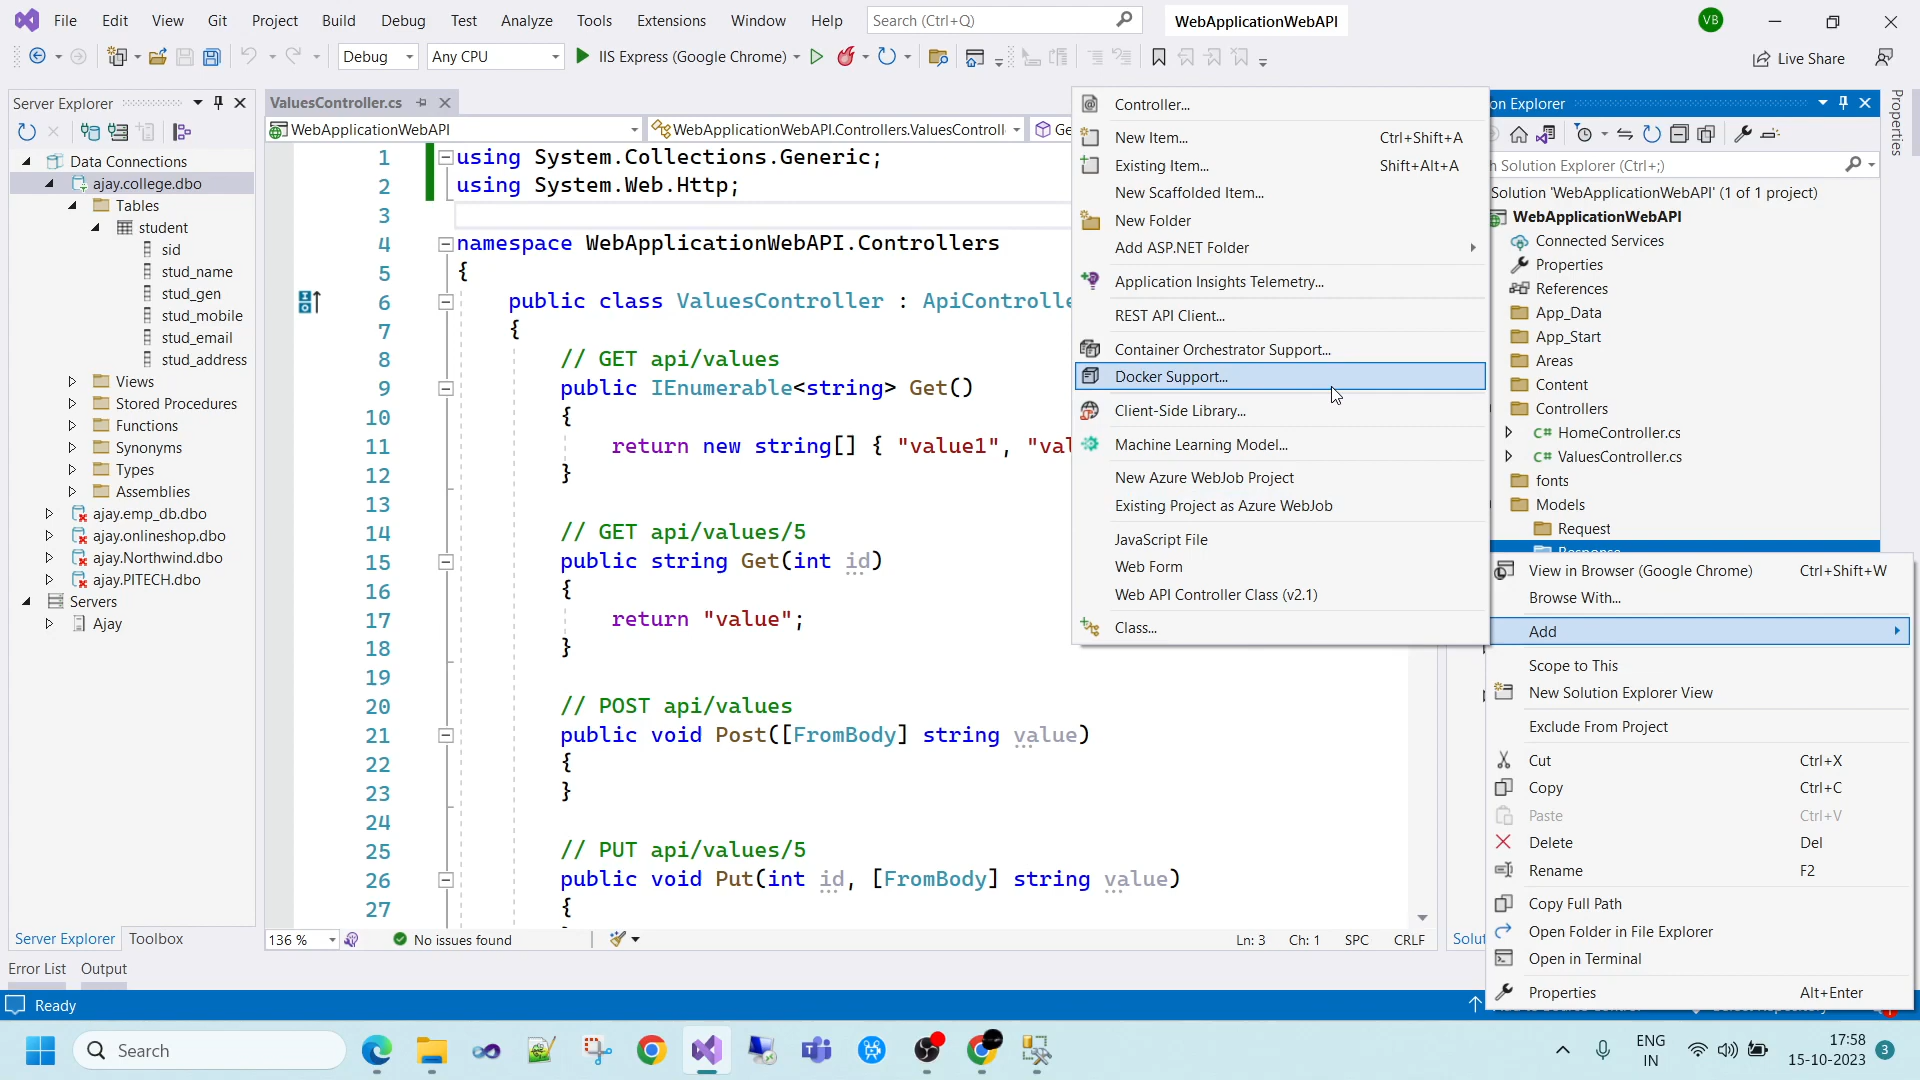 File Edit View Git Project Build Debug Test Analyze Tools Extensions Window Help Search (Ctrl+Q) WebApplicationWebAPI VB
Debug Any CPU IIS Express (Google Chrome) Live Share
Server Explorer
Data Connections
ajay.college.dbo
Tables
student
sid
stud_name
stud_gen
stud_mobile
stud_email
stud_address
Views
Stored Procedures
Functions
Synonyms
Types
Assemblies
ajay.emp_db.dbo
ajay.onlineshop.dbo
ajay.Northwind.dbo
ajay.PITECH.dbo
Servers
Ajay
Server Explorer Toolbox
Error List Output
ValuesController.cs
WebApplicationWebAPI WebApplicationWebAPI.Controllers.ValuesControll Ge
1 using System.Collections.Generic;
2 using System.Web.Http;
3
4 namespace WebApplicationWebAPI.Controllers
5 {
6 public class ValuesController : ApiControlle
7 {
8 // GET api/values
9 public IEnumerable<string> Get()
10 {
11 return new string[] { "value1", "val
12 }
13
14 // GET api/values/5
15 public string Get(int id)
16 {
17 return "value";
18 }
19
20 // POST api/values
21 public void Post([FromBody] string value)
22 {
23 }
24
25 // PUT api/values/5
26 public void Put(int id, [FromBody] string value)
27 {
136 % No issues found Ln: 3 Ch: 1 SPC CRLF
Controller...
New Item... Ctrl+Shift+A
Existing Item... Shift+Alt+A
New Scaffolded Item...
New Folder
Add ASP.NET Folder
Application Insights Telemetry...
REST API Client...
Container Orchestrator Support...
Docker Support...
Client-Side Library...
Machine Learning Model...
New Azure WebJob Project
Existing Project as Azure WebJob
JavaScript File
Web Form
Web API Controller Class (v2.1)
Class...
on Explorer
h Solution Explorer (Ctrl+;)
Solution 'WebApplicationWebAPI' (1 of 1 project)
WebApplicationWebAPI
Connected Services
Properties
References
App_Data
App_Start
Areas
Content
Controllers
C# HomeController.cs
C# ValuesController.cs
fonts
Models
Request
Response
Properties
View in Browser (Google Chrome) Ctrl+Shift+W
Browse With...
Add
Scope to This
New Solution Explorer View
Exclude From Project
Cut Ctrl+X
Copy Ctrl+C
Paste Ctrl+V
Delete Del
Rename F2
Copy Full Path
Open Folder in File Explorer
Open in Terminal
Properties Alt+Enter
Solut
Ready
Search
ENG
IN
17:58
15-10-2023
3